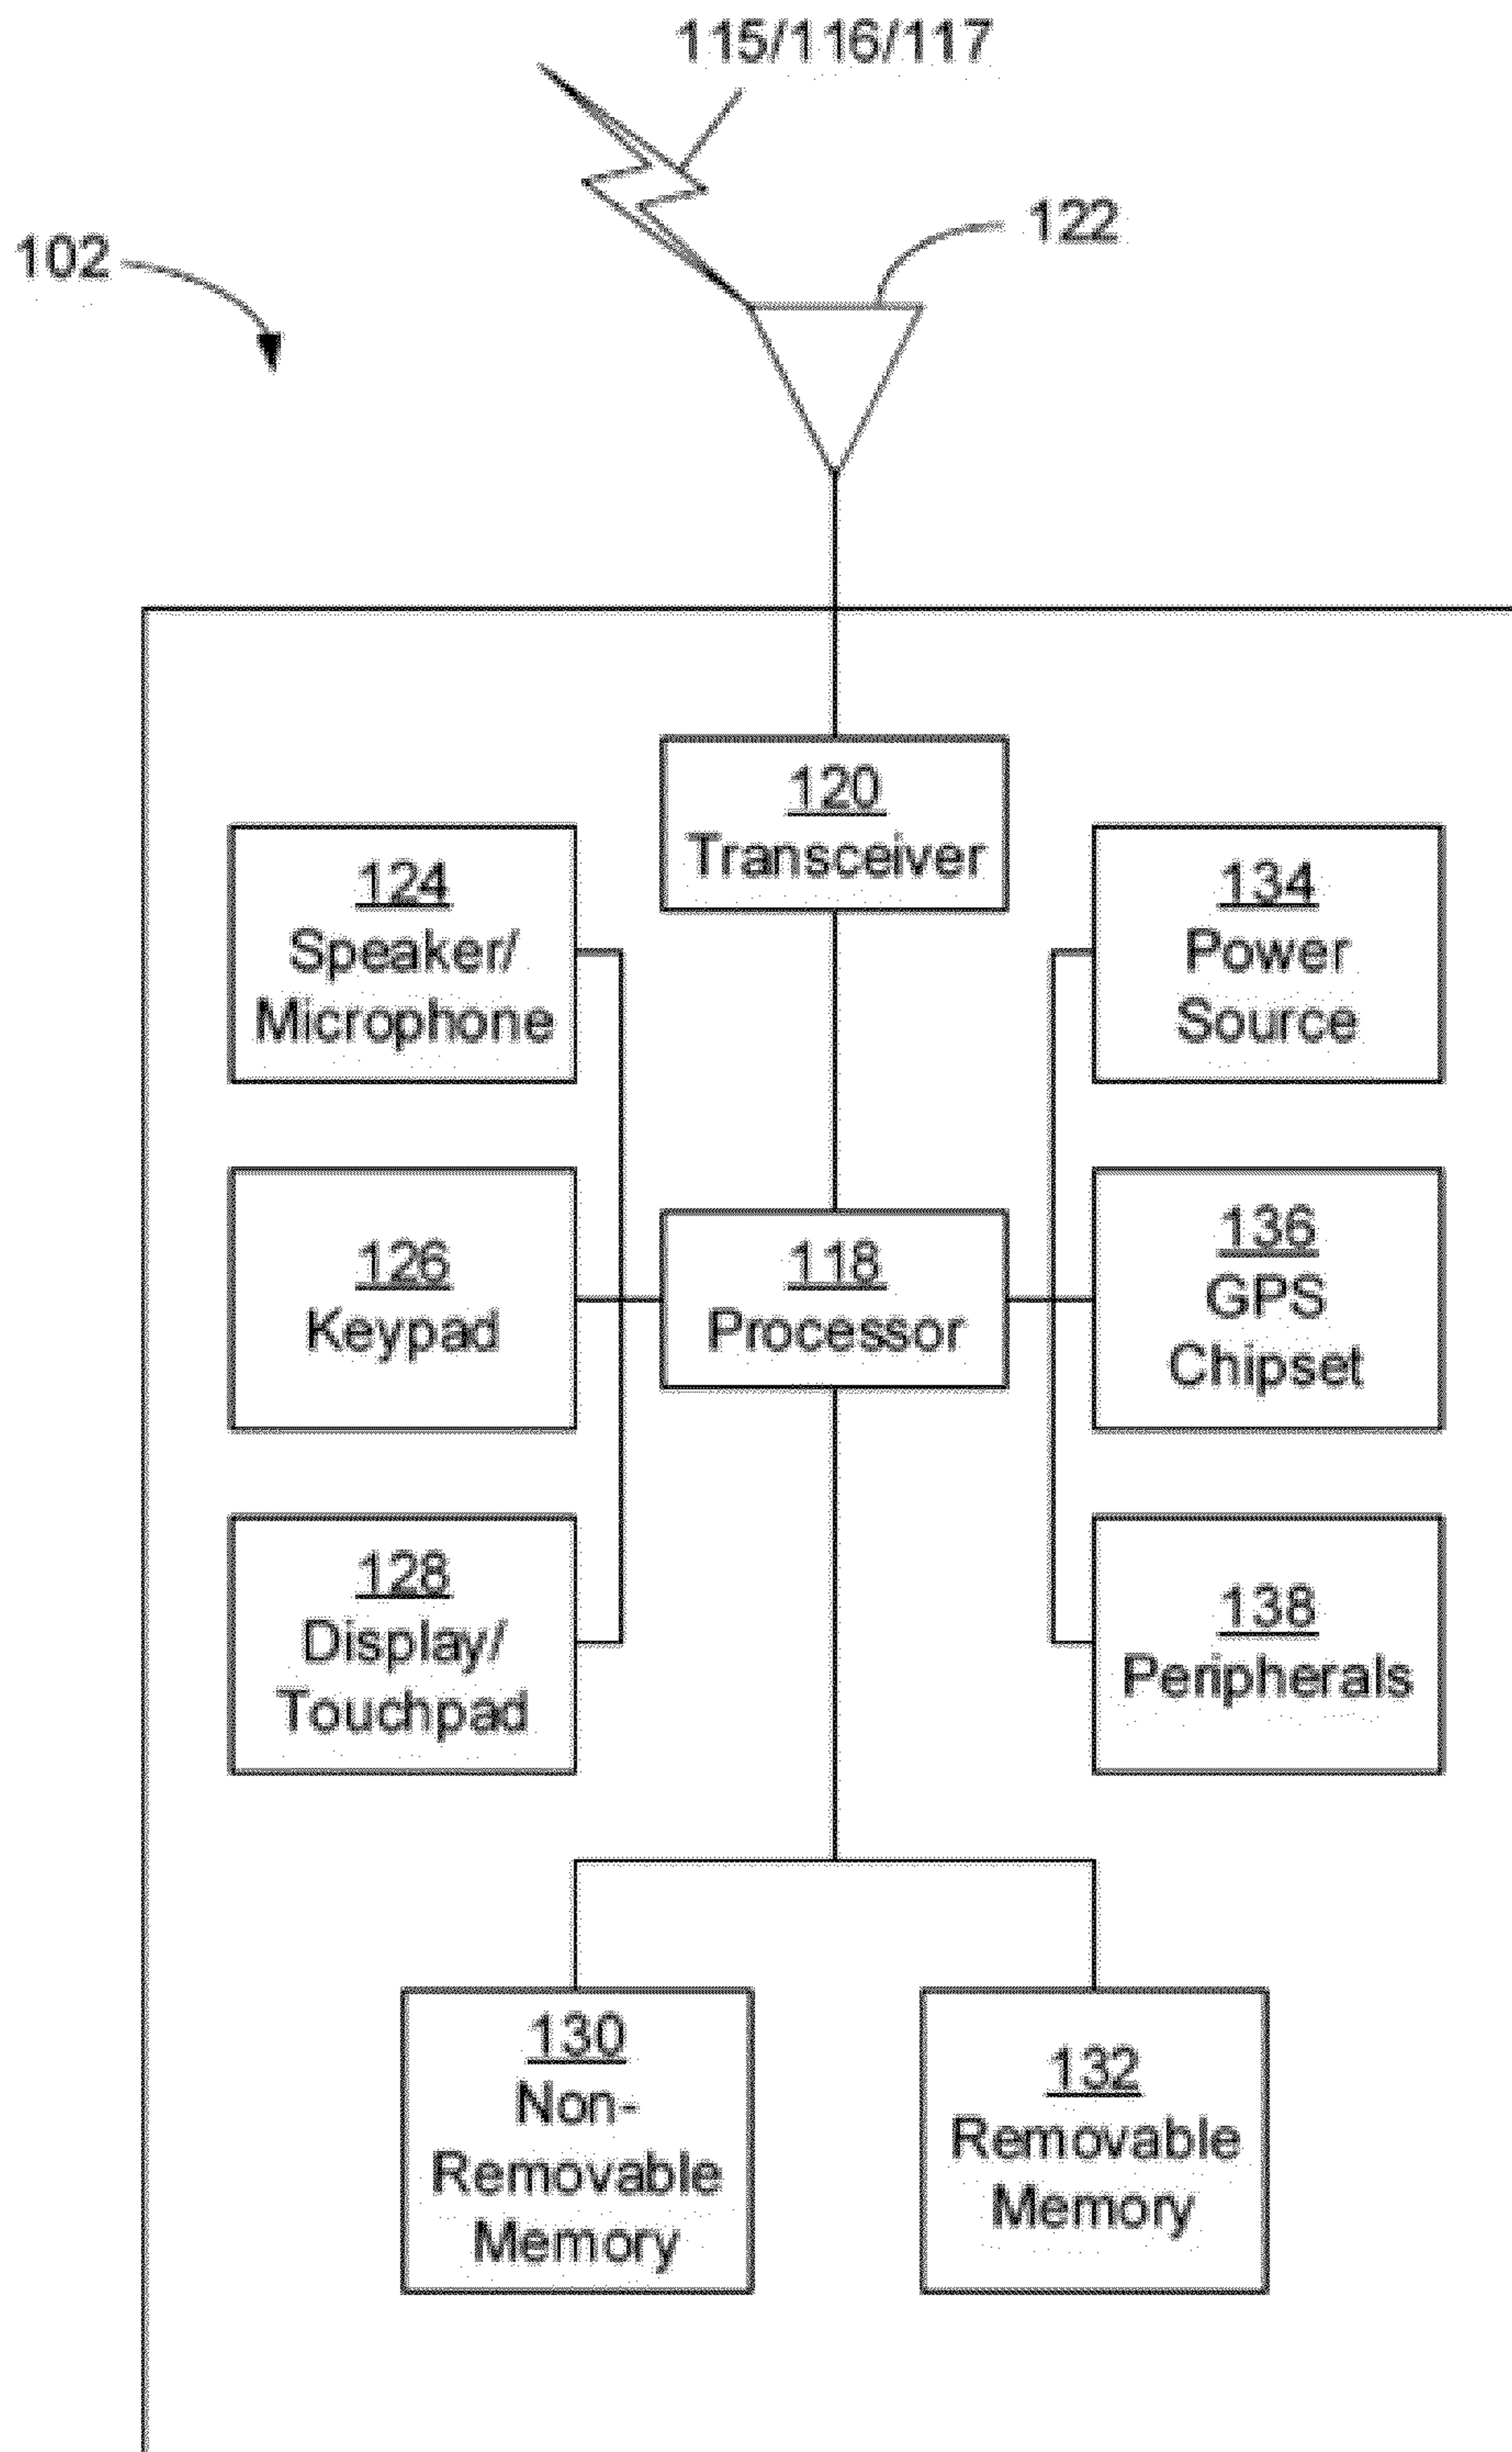 115/116/117
122
102
120
Transceiver
124
Speaker/
Microphone
134
Power
Source
126
Keypad
118
Processor
136
GPS
Chipset
128
Display/
Touchpad
138
Peripherals
130
Non-
Removable
Memory
132
Removable
Memory